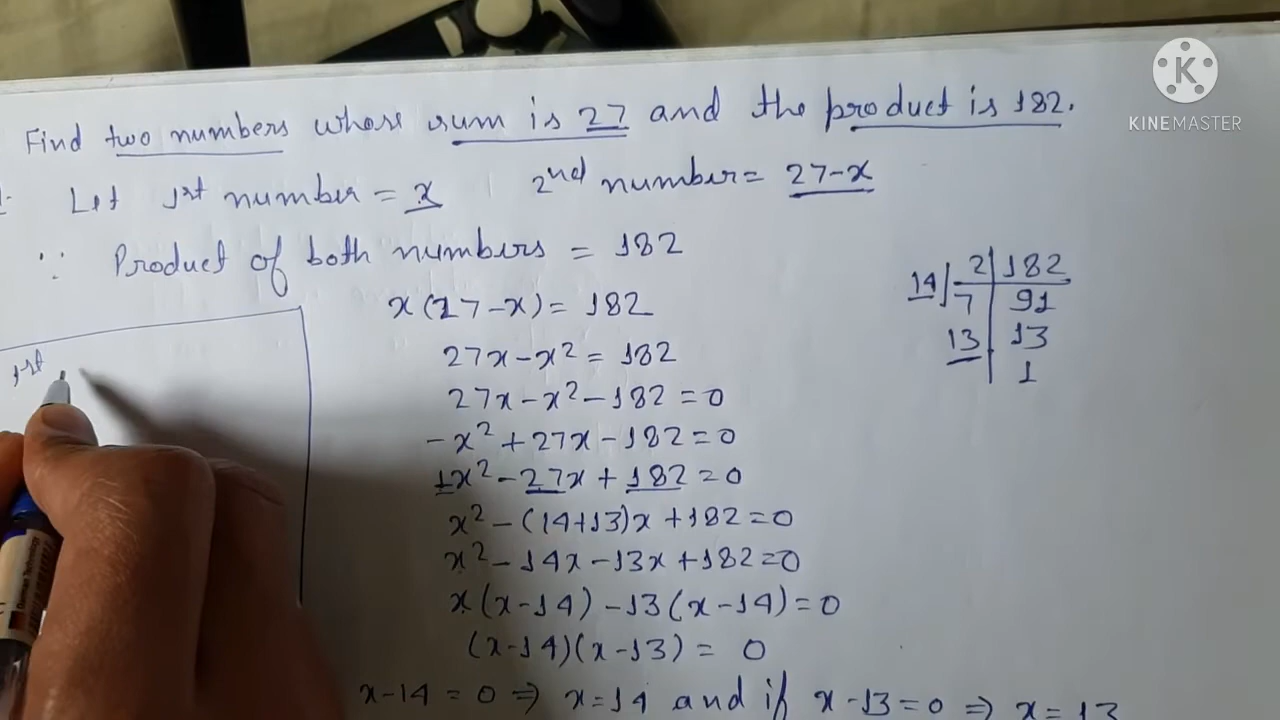 KINEMASTER
Find two numbers whose sum is 27 and the product is 182.
Let 1st number = x 2nd number = 27-x
∵ Product of both numbers = 182
x(27-x) = 182
27x-x² = 182
27x-x²-182=0
-x²+27x-182=0
1x²-27x+182=0
x²-(14+13)x+182=0
x²-14x-13x+182=0
x(x-14)-13(x-14)=0
(x-14)(x-13) = 0
x-14=0 ⇒ x=14 and if x-13=0 ⇒ x=13
14 2 182
7 91
13 13
1
1st